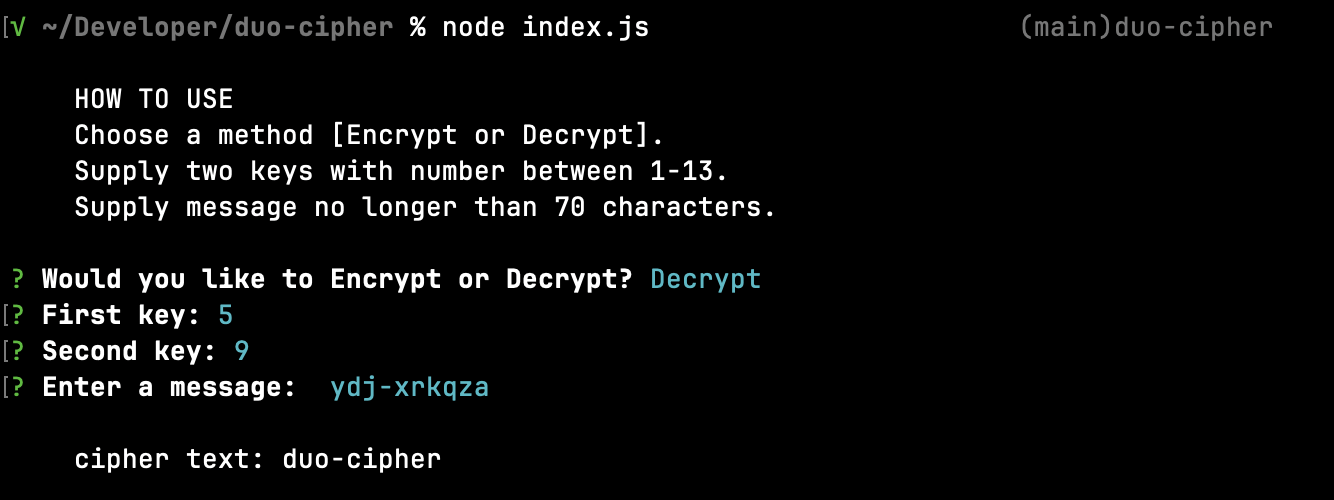 [√ ~/Developer/duo-cipher % node index.js (main)duo-cipher
HOW TO USE
Choose a method [Encrypt or Decrypt].
Supply two keys with number between 1-13.
Supply message no longer than 70 characters.
? Would you like to Encrypt or Decrypt? Decrypt
[? First key: 5
[? Second key: 9
[? Enter a message:  ydj-xrkqza
cipher text: duo-cipher